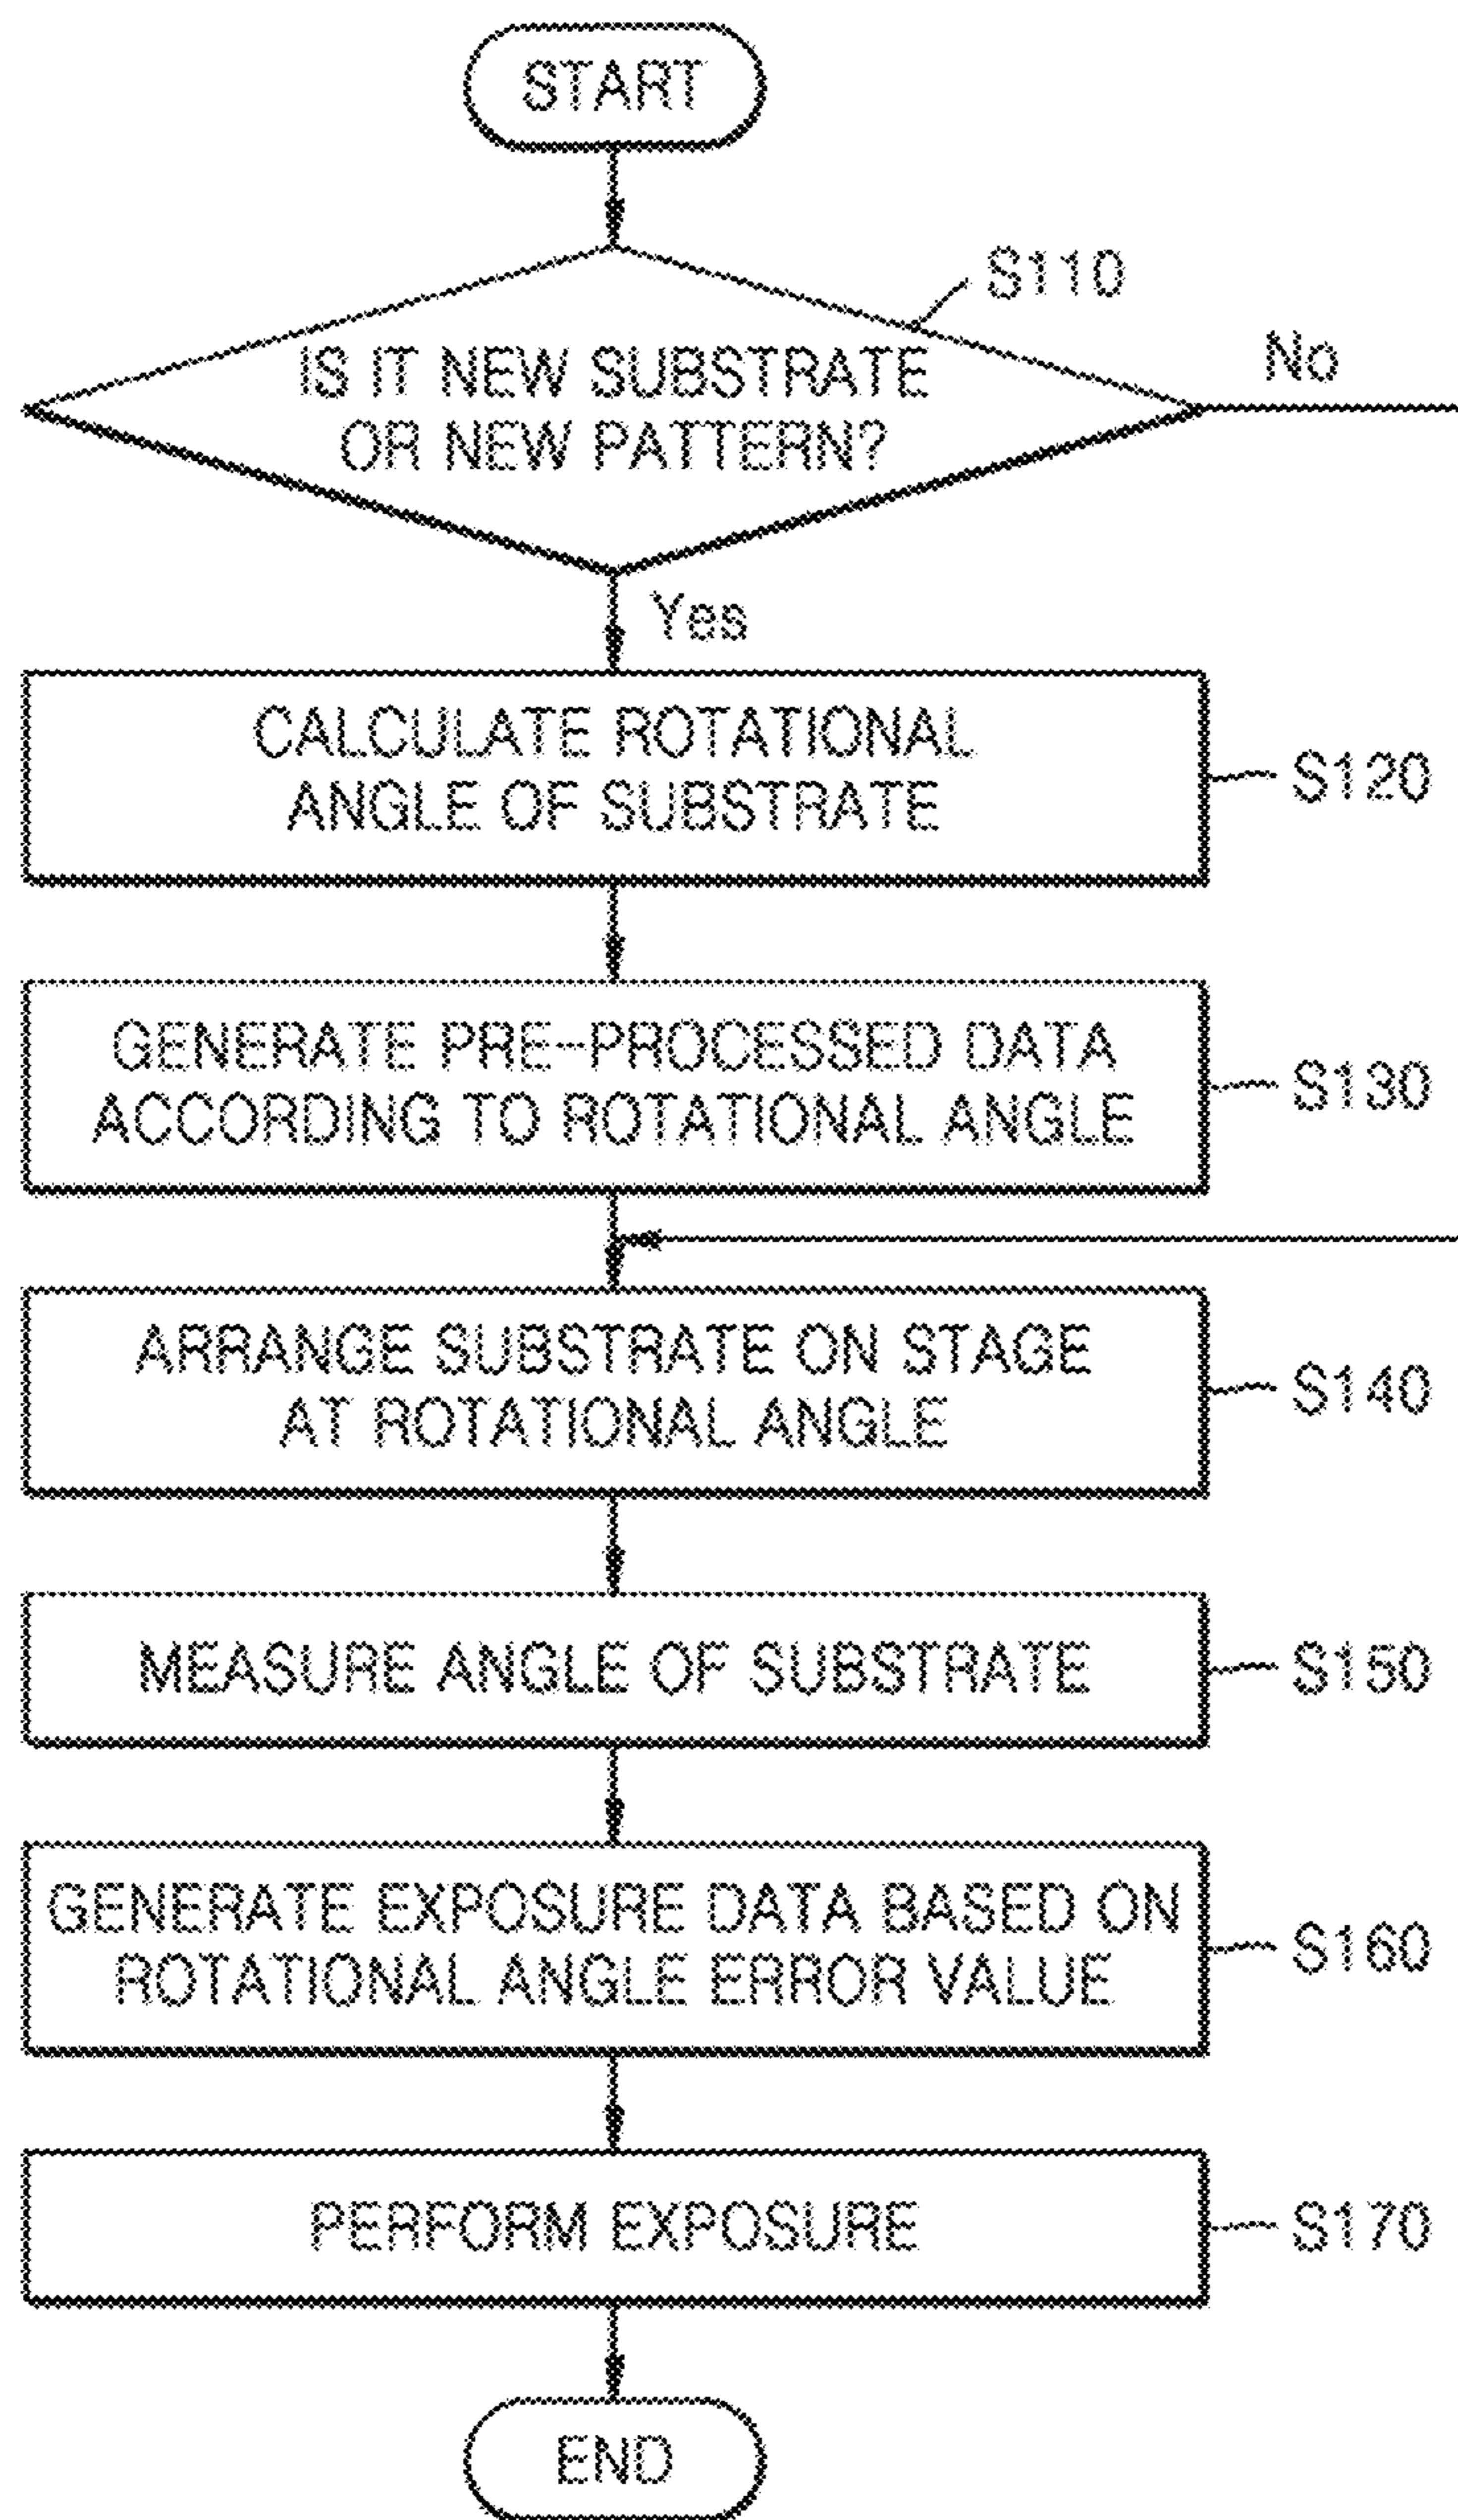 START
S110
IS IT NEW SUBSTRATE
OR NEW PATTERN?
No
Yes
CALCULATE ROTATIONAL
ANGLE OF SUBSTRATE
S120
GENERATE PRE-PROCESSED DATA
ACCORDING TO ROTATIONAL ANGLE
S130
ARRANGE SUBSTRATE ON STAGE
AT ROTATIONAL ANGLE
S140
MEASURE ANGLE OF SUBSTRATE
S150
GENERATE EXPOSURE DATA BASED ON
ROTATIONAL ANGLE ERROR VALUE
S160
PERFORM EXPOSURE
S170
END